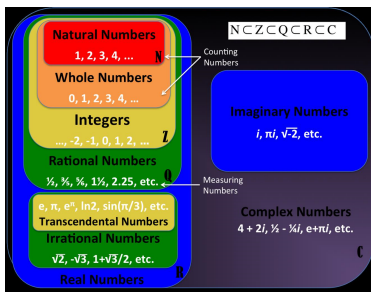 Natural Numbers
1, 2, 3, 4, ...
N
Whole Numbers
0, 1, 2, 3, 4, ...
Integers
..., -2, -1, 0, 1, 2, ...
Z
Rational Numbers
½, ⅔, ⅝, 1½, 2.25, etc.
Q
e, π, eⁿ, ln2, sin(π/3), etc.
Transcendental Numbers
Irrational Numbers
√2, -√3, 1+√3/2, etc.
Real Numbers
R
N⊂Z⊂Q⊂R⊂C
Counting
Numbers
Measuring
Numbers
Imaginary Numbers
i, πi, √-2, etc.
Complex Numbers
4 + 2i, ½ - ¼i, e+πi, etc.
C